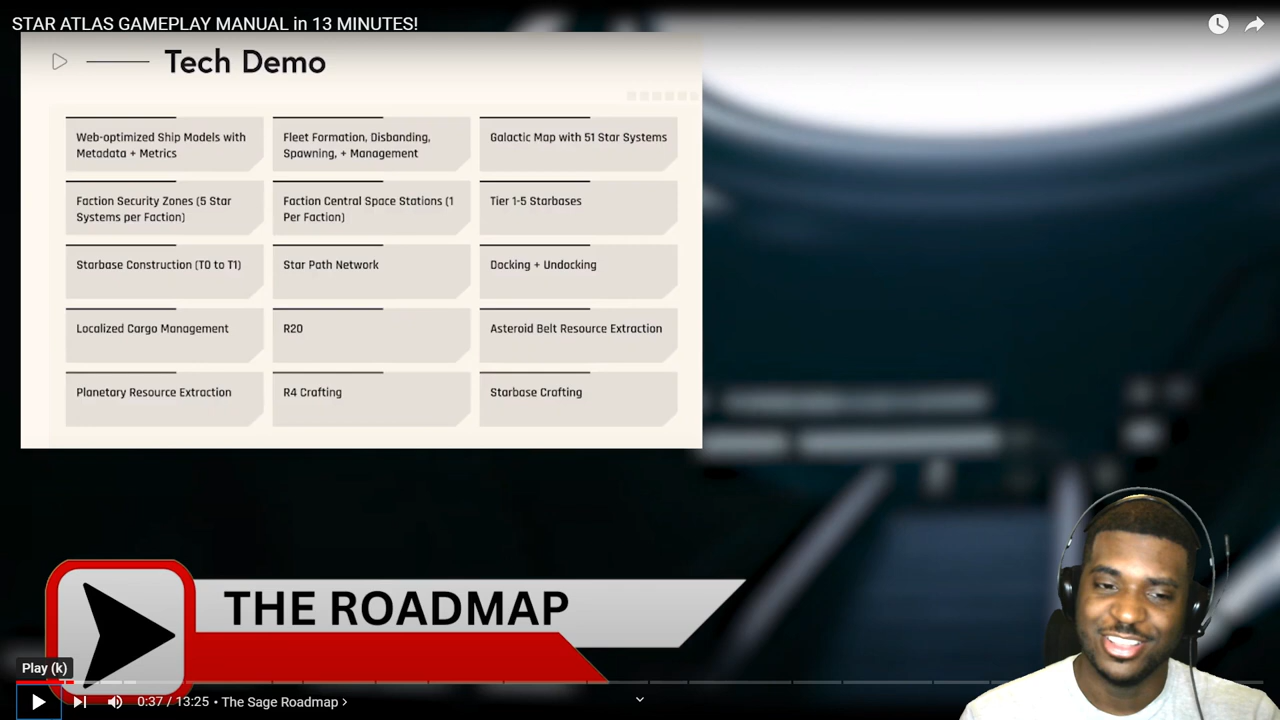 STAR ATLAS GAMEPLAY MANUAL in 13 MINUTES!
Tech Demo
Web-optimized Ship Models with
Metadata + Metrics
Fleet Formation, Disbanding,
Spawning, + Management
Galactic Map with 51 Star Systems
Faction Security Zones (5 Star
Systems per Faction)
Faction Central Space Stations (1
Per Faction)
Tier 1-5 Starbases
Starbase Construction (T0 to T1)
Star Path Network
Docking + Undocking
Localized Cargo Management
R20
Asteroid Belt Resource Extraction
Planetary Resource Extraction
R4 Crafting
Starbase Crafting
THE ROADMAP
Play (k)
0:37 / 13:25 • The Sage Roadmap >